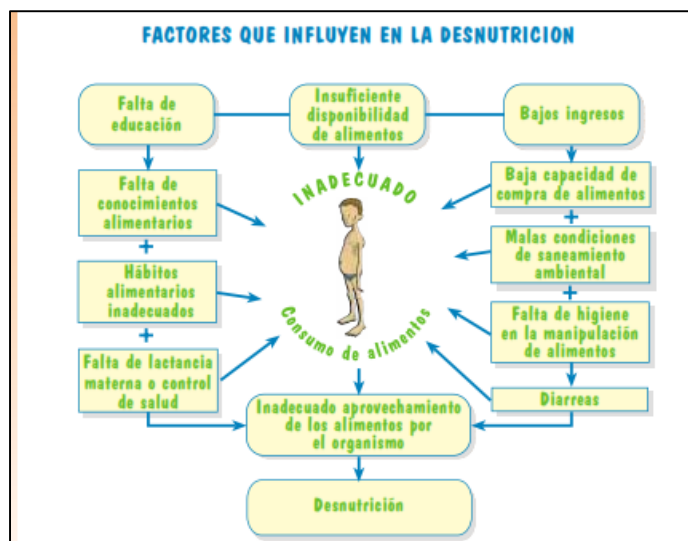 FACTORES QUE INFLUYEN EN LA DESNUTRICION
Falta de
educación
Insuficiente
disponibilidad
de alimentos
Bajos ingresos
Falta de
conocimientos
alimentarios
+
Hábitos
alimentarios
inadecuados
+
Falta de lactancia
materna o control
de salud
INADECUADO
Consumo de alimentos
Baja capacidad de
compra de alimentos
+
Malas condiciones
de saneamiento
ambiental
+
Falta de higiene
en la manipulación
de alimentos
Diarreas
Inadecuado aprovechamiento
de los alimentos por
el organismo
Desnutrición